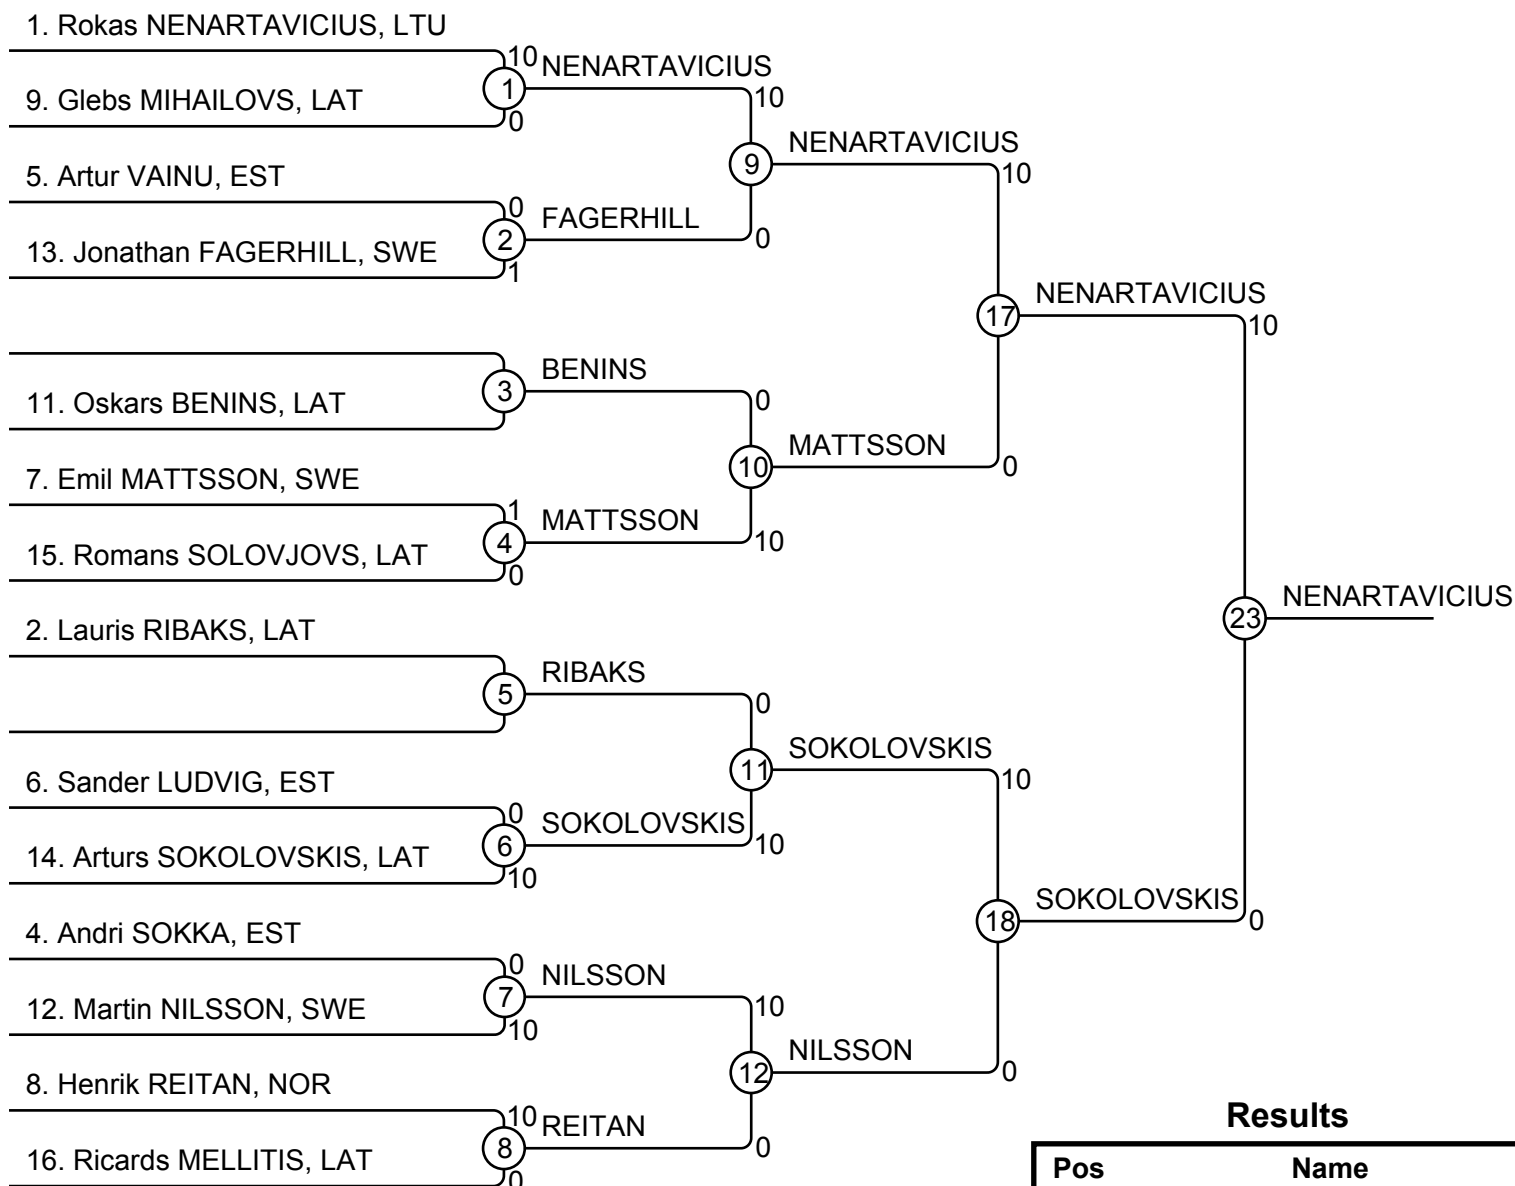 1. Rokas NENARTAVICIUS, LTU
10
NENARTAVICIUS
1
10
9. Glebs MIHAILOVS, LAT
0
NENARTAVICIUS
9
10
5. Artur VAINU, EST
0
FAGERHILL
2
0
13. Jonathan FAGERHILL, SWE
1
NENARTAVICIUS
17
10
BENINS
3
0
11. Oskars BENINS, LAT
MATTSSON
10
0
7. Emil MATTSSON, SWE
1
MATTSSON
4
10
15. Romans SOLOVJOVS, LAT
0
NENARTAVICIUS
23
2. Lauris RIBAKS, LAT
RIBAKS
5
0
SOKOLOVSKIS
11
10
6. Sander LUDVIG, EST
0
SOKOLOVSKIS
6
10
14. Arturs SOKOLOVSKIS, LAT
10
SOKOLOVSKIS
18
0
4. Andri SOKKA, EST
0
NILSSON
7
10
12. Martin NILSSON, SWE
10
NILSSON
12
0
8. Henrik REITAN, NOR
10
REITAN
8
0
16. Ricards MELLITIS, LAT
0
Results
Pos Name